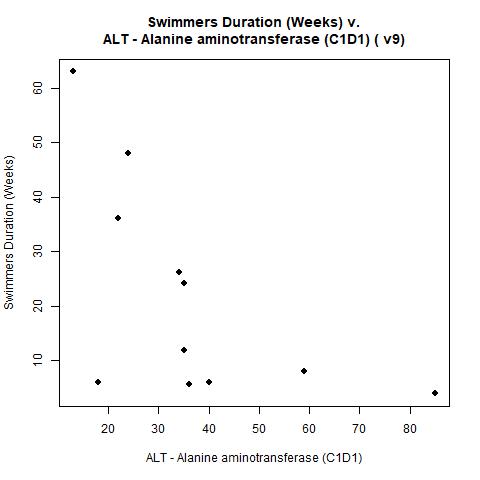 Swimmers Duration (Weeks) v.
ALT - Alanine aminotransferase (C1D1) ( v9)
Swimmers Duration (Weeks)
60
50
40
30
20
10
20 30 40 50 60 70 80
ALT - Alanine aminotransferase (C1D1)